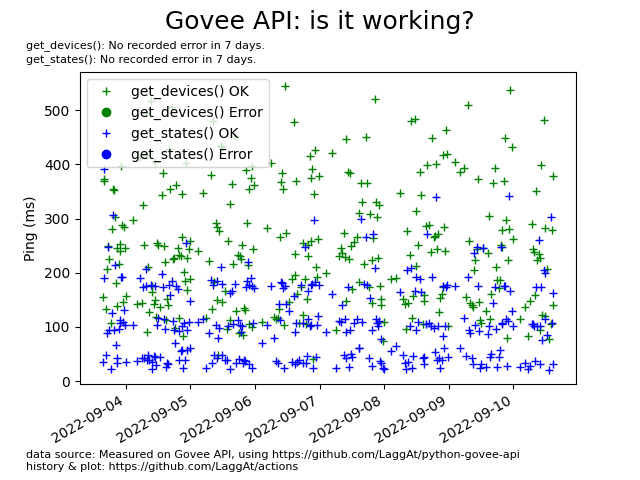 Govee API: is it working?
get_devices(): No recorded error in 7 days.
get_states(): No recorded error in 7 days.
get_devices() OK
get_devices() Error
get_states() OK
get_states() Error
Ping (ms)
500
400
300
200
100
0
2022-09-04
2022-09-05
2022-09-06
2022-09-07
2022-09-08
2022-09-09
2022-09-10
data source: Measured on Govee API, using https://github.com/LaggAt/python-govee-api
history & plot: https://github.com/LaggAt/actions